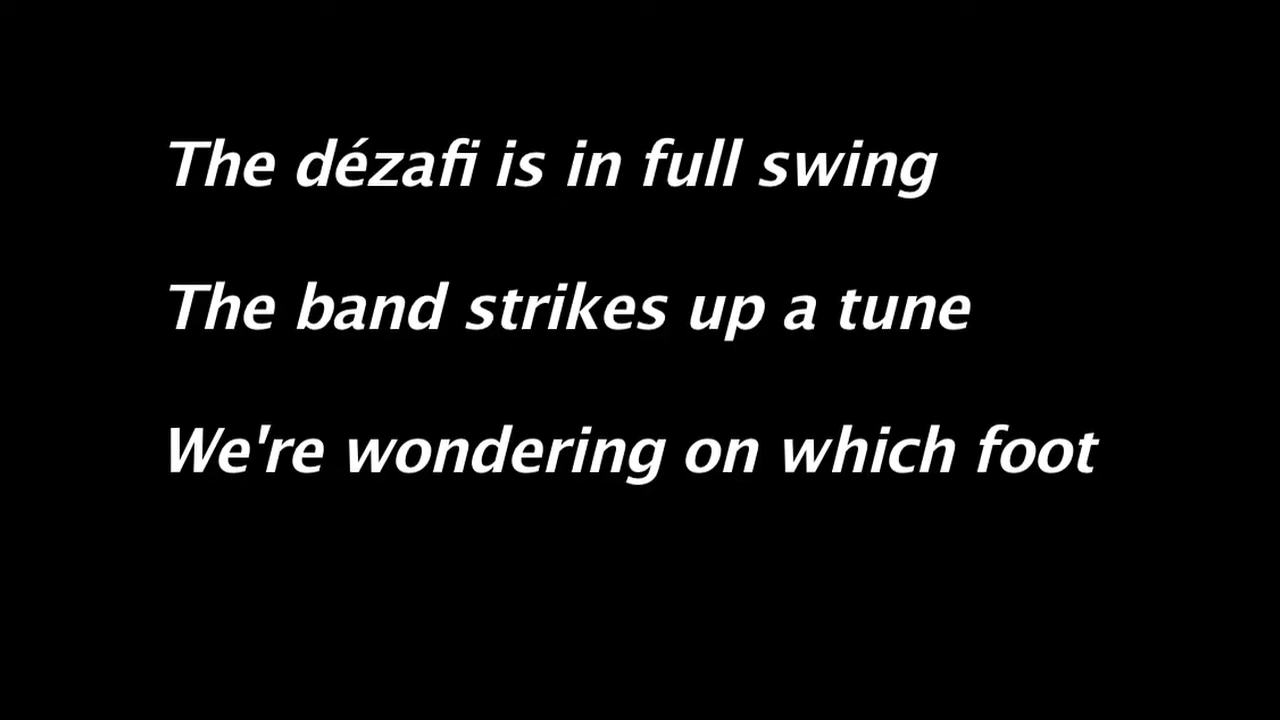 The dézafi is in full swing
The band strikes up a tune
We're wondering on which foot